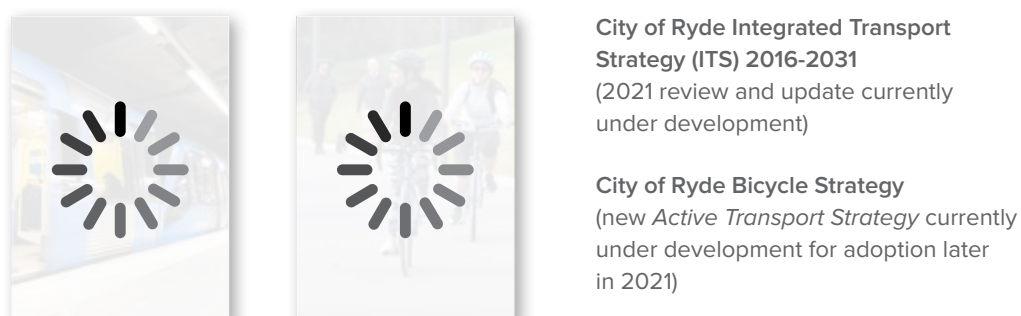 City of Ryde Integrated Transport
Strategy (ITS) 2016-2031
(2021 review and update currently
under development)
City of Ryde Bicycle Strategy
(new Active Transport Strategy currently
under development for adoption later
in 2021)